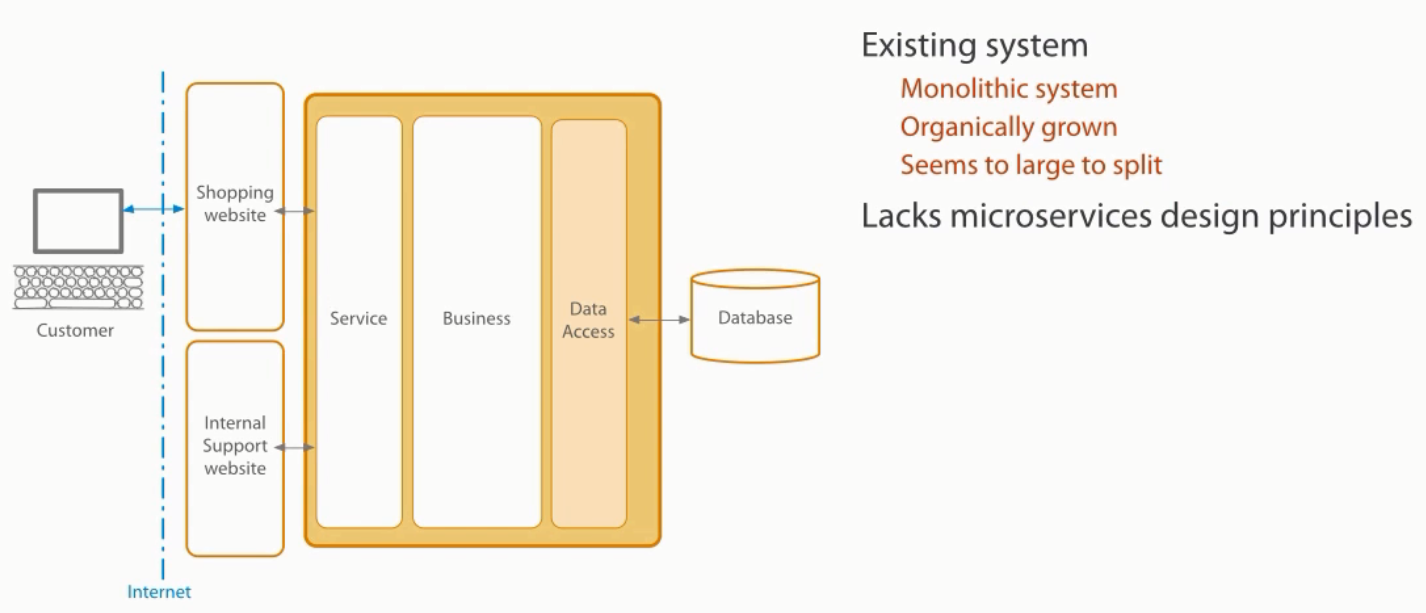 Existing system
Monolithic system
Organically grown
Seems to large to split
Lacks microservices design principles
Shopping
website
Customer
Internal
Support
website
Service
Business
Data
Access
Database
Internet